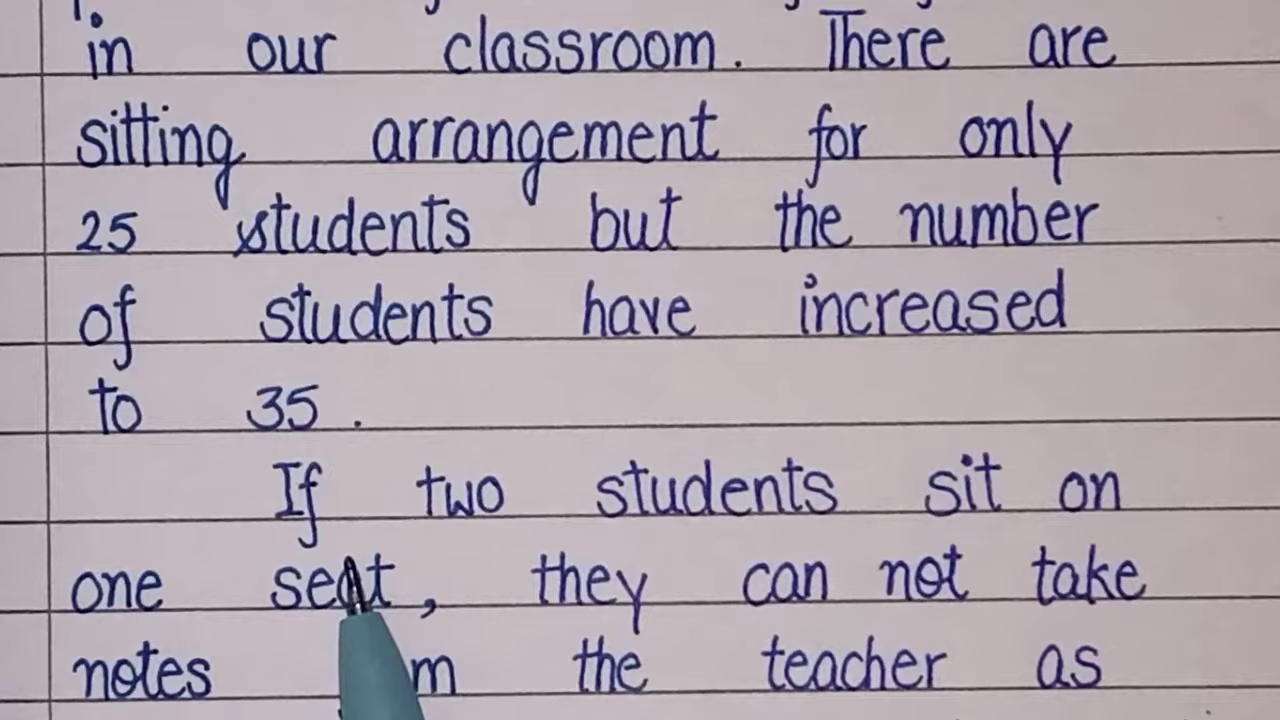 in our classroom. There are
sitting arrangement for only
25 students but the number
of students have increased
to 35.
If two students sit on
one seat, they can not take
notes the teacher as